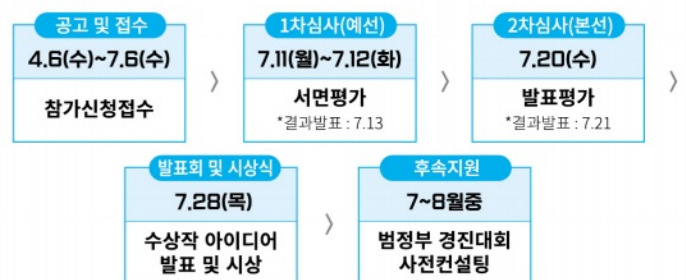 공고 및 접수
4.6(수)~7.6(수)
참가신청접수
〉
1차심사(예선)
7.11(월)~7.12(화)
서면평가
*결과발표 : 7.13
〉
2차심사(본선)
7.20(수)
발표평가
*결과발표 : 7.21
〉
발표회 및 시상식
7.28(목)
수상작 아이디어
발표 및 시상
〉
후속지원
7~8월중
범정부 경진대회
사전컨설팅